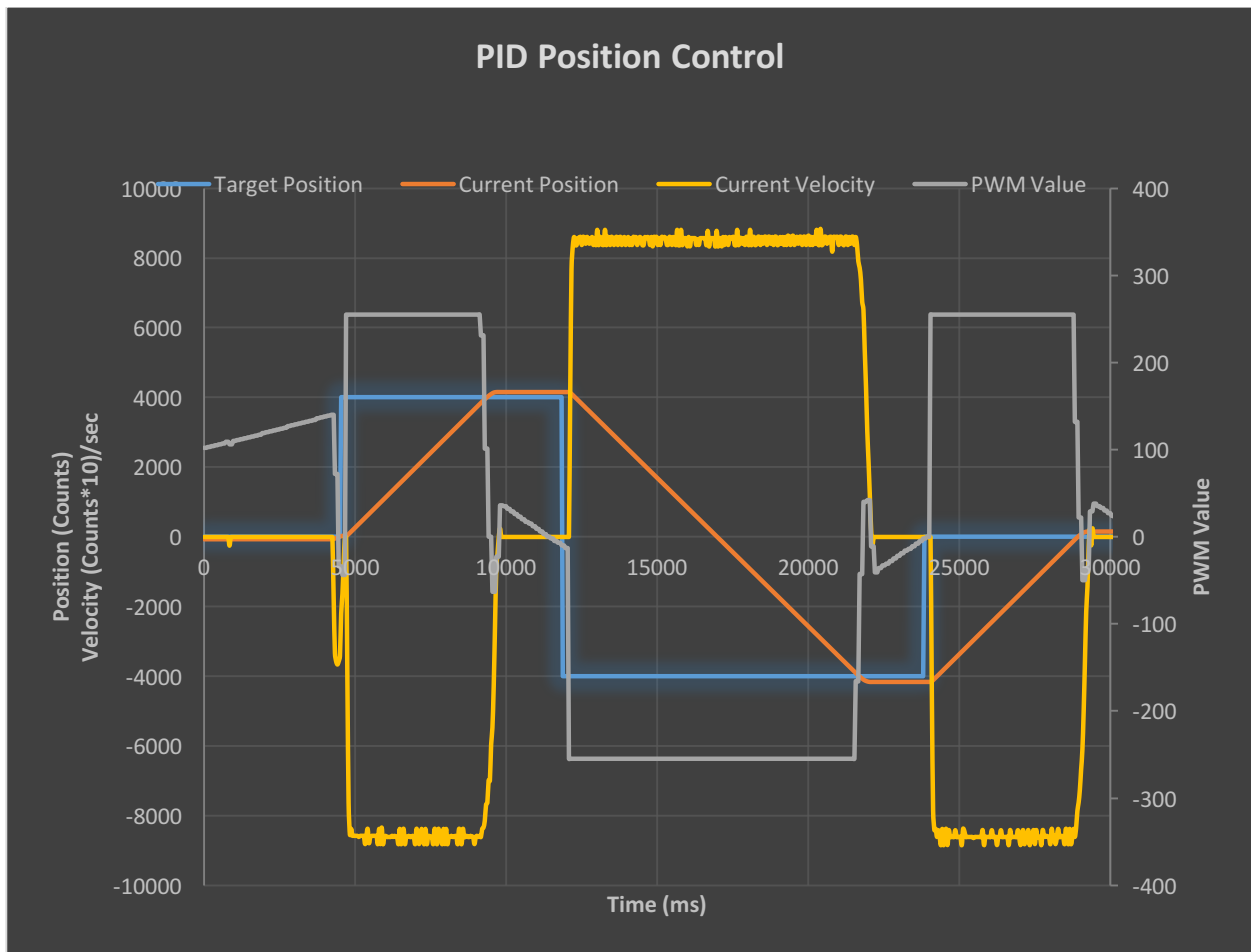 PID Position Control
Target Position Current Position Current Velocity PWM Value
10000
8000
6000
4000
2000
0
-2000
-4000
-6000
-8000
-10000
400
300
200
100
0
-100
-200
-300
-400
0 5000 10000 15000 20000 25000 30000
Position (Counts)
Velocity (Counts*10)/sec
PWM Value
Time (ms)